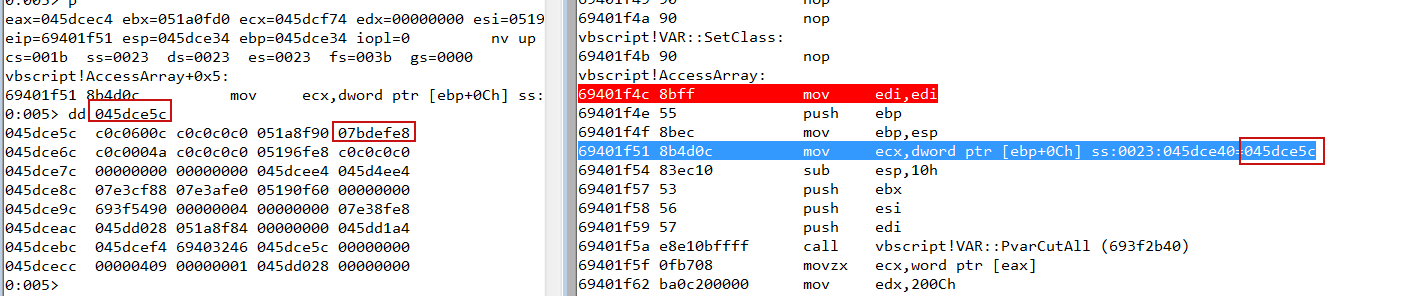 0:005> p
eax=045dcec4 ebx=051a0fd0 ecx=045dcf74 edx=00000000 esi=0519
eip=69401f51 esp=045dce34 ebp=045dce34 iopl=0         nv up
cs=001b  ss=0023  ds=0023  es=0023  fs=003b  gs=0000
vbscript!AccessArray+0x5:
69401f51 8b4d0c          mov     ecx,dword ptr [ebp+0Ch] ss:
0:005> dd 045dce5c
045dce5c  c0c0600c c0c0c0c0 051a8f90 07bdefe8
045dce6c  c0c0004a c0c0c0c0 05196fe8 c0c0c0c0
045dce7c  00000000 00000000 045dcee4 045d4ee4
045dce8c  07e3cf88 07e3afe0 05190f60 00000000
045dce9c  693f5490 00000004 00000000 07e38fe8
045dceac  045dd028 051a8f84 00000000 045dd1a4
045dcebc  045dcef4 69403246 045dce5c 00000000
045dcecc  00000409 00000001 045dd028 00000000
0:005>
69401f4a 90              nop
vbscript!VAR::SetClass:
69401f4b 90              nop
vbscript!AccessArray:
69401f4c 8bff            mov     edi,edi
69401f4e 55              push    ebp
69401f4f 8bec            mov     ebp,esp
69401f51 8b4d0c          mov     ecx,dword ptr [ebp+0Ch] ss:0023:045dce40=045dce5c
69401f54 83ec10          sub     esp,10h
69401f57 53              push    ebx
69401f58 56              push    esi
69401f59 57              push    edi
69401f5a e8e10bffff      call    vbscript!VAR::PvarCutAll (693f2b40)
69401f5f 0fb708          movzx   ecx,word ptr [eax]
69401f62 ba0c200000      mov     edx,200Ch